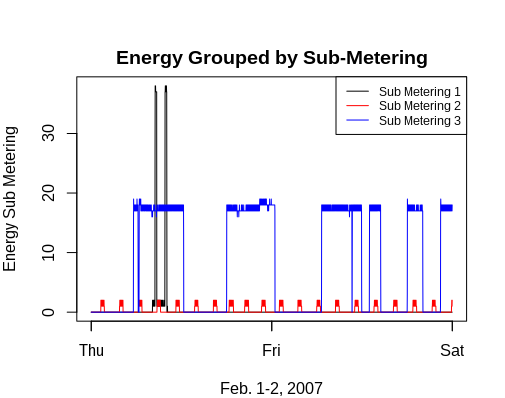 Energy Grouped by Sub-Metering
Sub Metering 1
Sub Metering 2
Sub Metering 3
Energy Sub Metering
30
20
10
0
Thu Fri Sat
Feb. 1-2, 2007